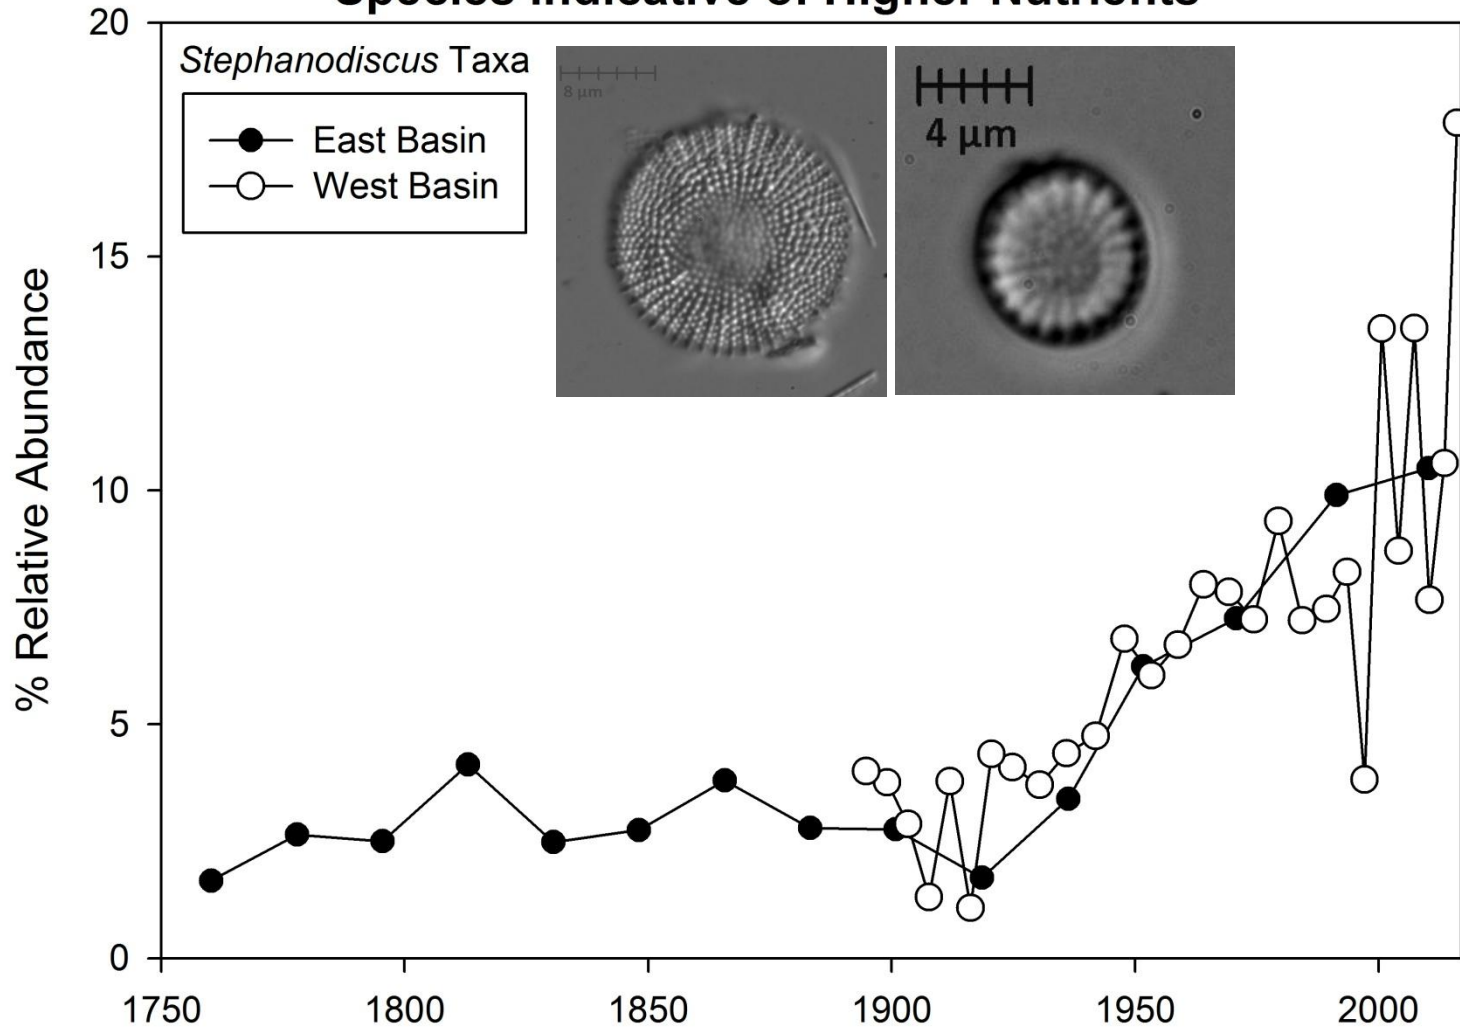 Species Indicative of Higher Nutrients
20
15
10
5
0
% Relative Abundance
Stephanodiscus Taxa
East Basin
West Basin
8 µm
4 µm
1750 1800 1850 1900 1950 2000